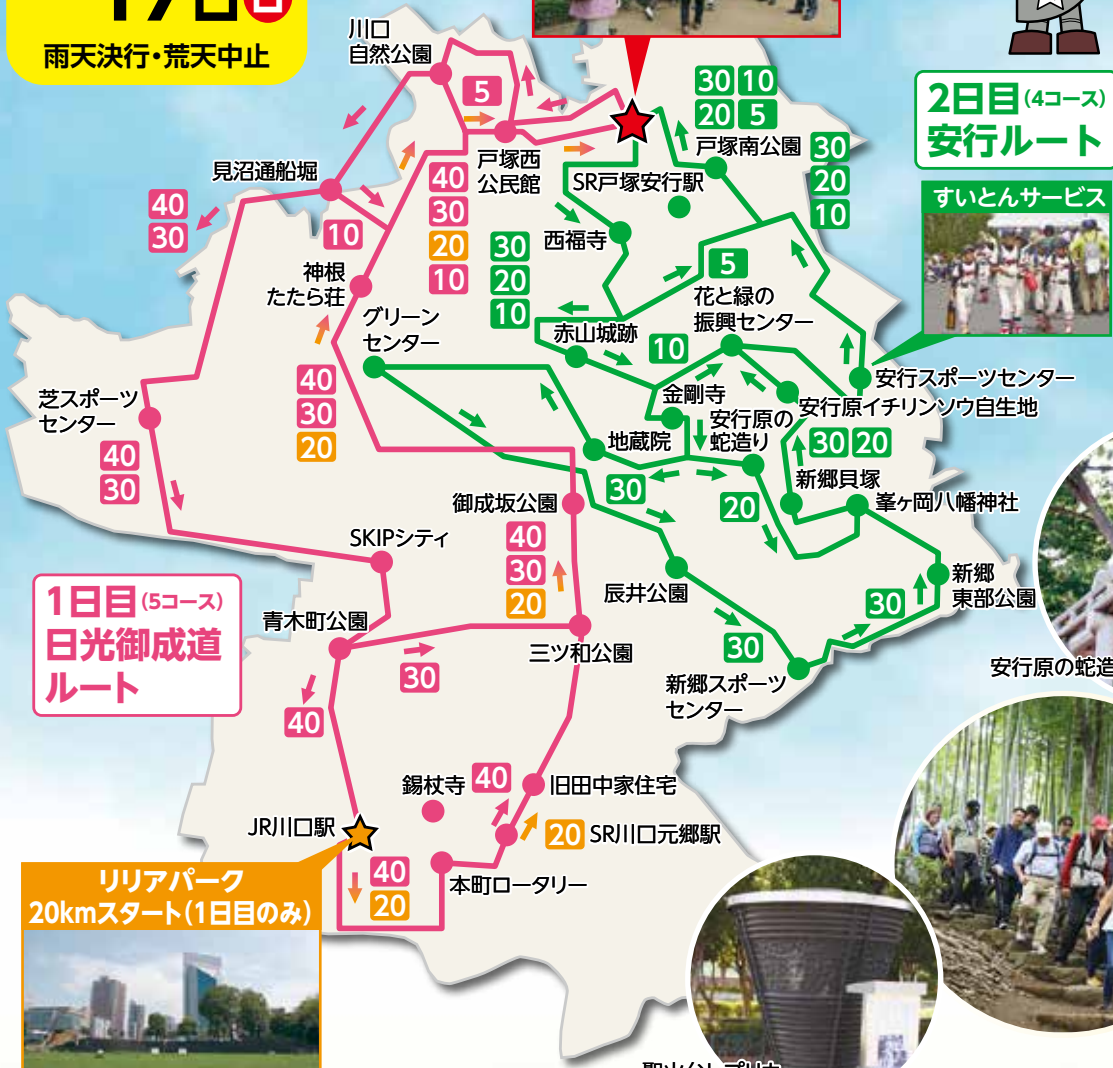 17日㊐
雨天決行・荒天中止
川口
自然公園
5
30 10
20 5
2日目(4コース)
安行ルート
戸塚西
公民館
戸塚南公園
30
20
10
見沼通船堀
40
30
20
10
SR戸塚安行駅
すいとんサービス
40
30
10
西福寺
30
20
10
5
神根
たたら荘
花と緑の
振興センター
グリーン
センター
赤山城跡
10
安行スポーツセンター
40
30
20
金剛寺
安行原イチリンソウ自生地
芝スポーツ
センター
安行原の
蛇造り
30 20
地蔵院
40
30
新郷貝塚
30
20
御成坂公園
峯ヶ岡八幡神社
SKIPシティ
40
30
20
新郷
東部公園
辰井公園
1日目(5コース)
日光御成道
ルート
30
青木町公園
三ツ和公園
30
30
安行原の蛇造
新郷スポーツ
センター
40
錫杖寺
40
旧田中家住宅
JR川口駅
20
SR川口元郷駅
40
20
本町ロータリー
リリアパーク
20kmスタート(1日目のみ)